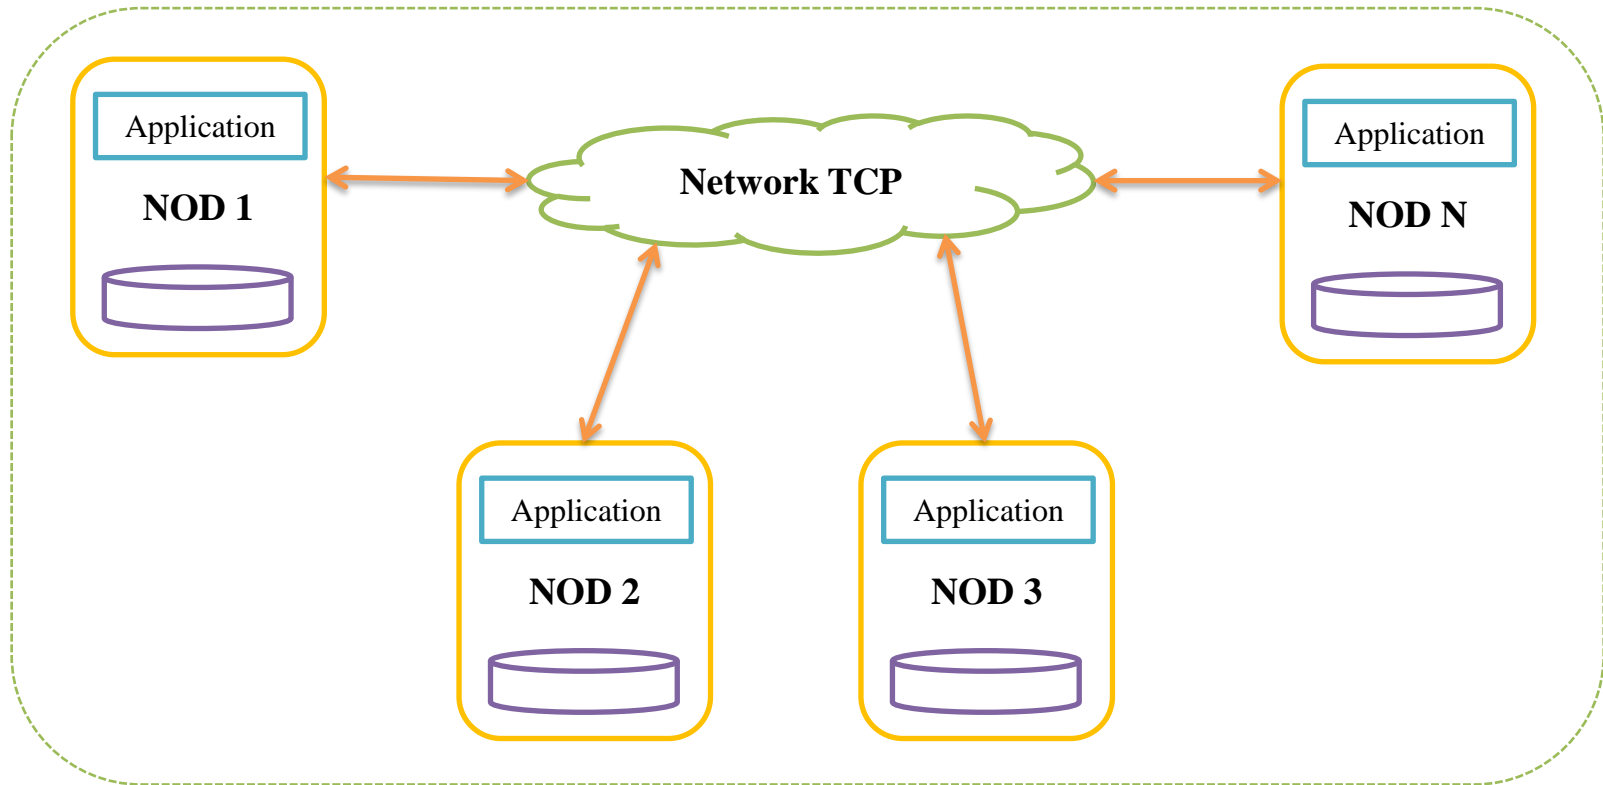 Application
NOD 1
Network TCP
Application
NOD N
Application
NOD 2
Application
NOD 3